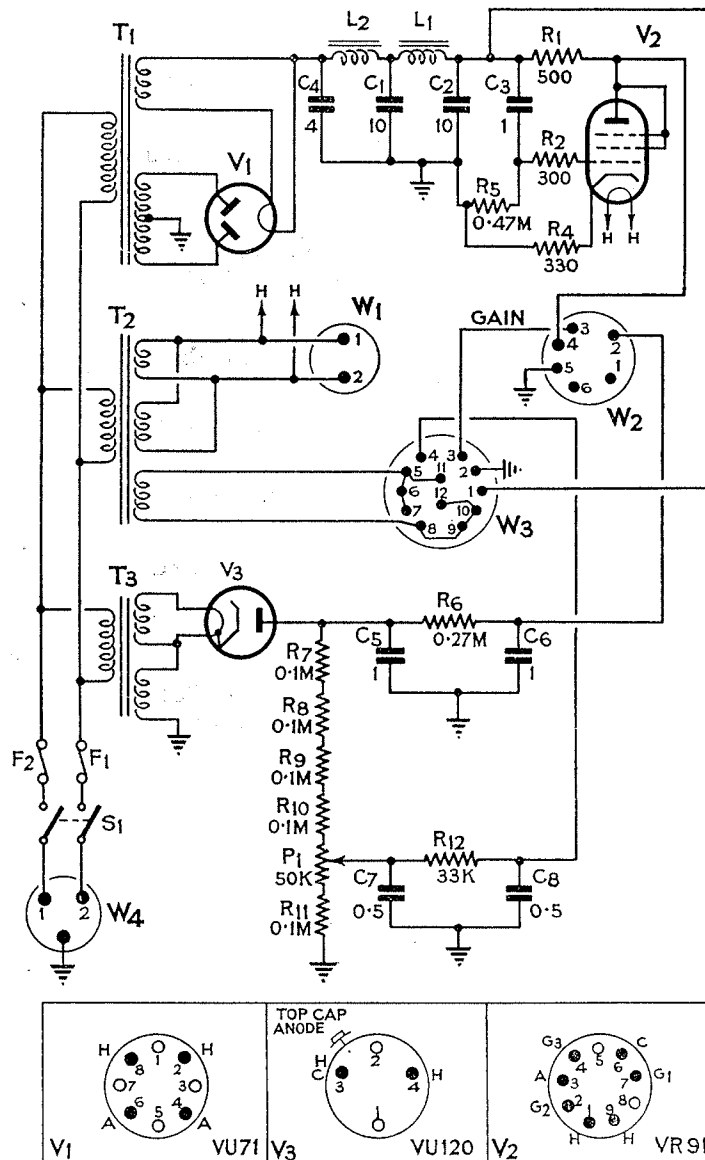 T1
L2
L1
R1
500
V2
C4
4
C1
10
C2
10
C3
1
R2
300
V1
R5
0·47M
R4
330
H
H
T2
H
H
W1
1
2
GAIN
3
4
2
5
1
6
W2
4
3
5
11
2
6
12
1
7
10
8
9
W3
T3
V3
R6
0·27M
C5
1
C6
1
R7
0·1M
R8
0·1M
R9
0·1M
R10
0·1M
P1
50K
R11
0·1M
R12
33K
C7
0·5
C8
0·5
F2
F1
S1
1
2
W4
H
1
H
8
2
7
3
6
4
A
5
A
V1
VU71
TOP CAP
ANODE
H
C
2
3
4
H
1
V3
VU120
G3
5
C
4
6
A
3
7
G1
G2
2
8
1
9
H
H
V2
VR91